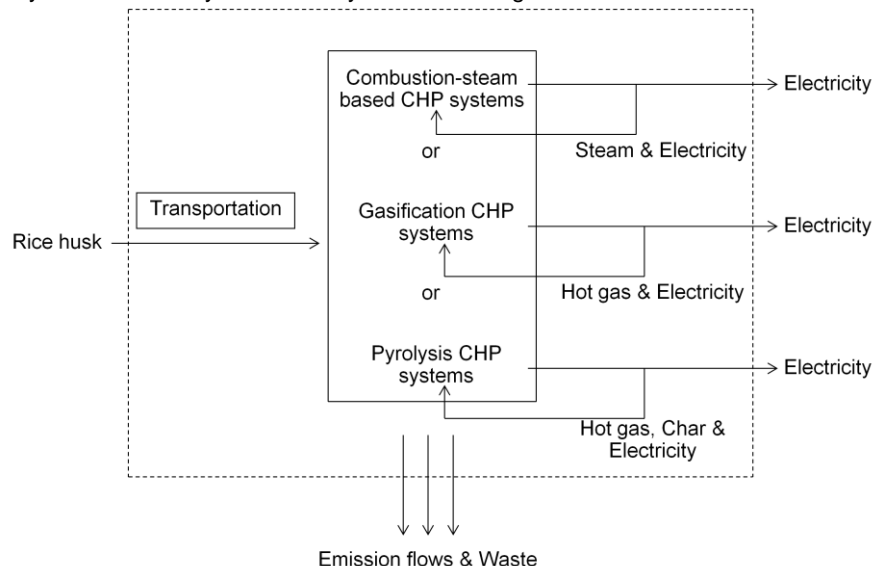 Combustion-steam
based CHP systems
Electricity
or
Steam & Electricity
Transportation
Rice husk
Gasification CHP
systems
Electricity
or
Hot gas & Electricity
Pyrolysis CHP
systems
Electricity
Hot gas, Char &
Electricity
Emission flows & Waste